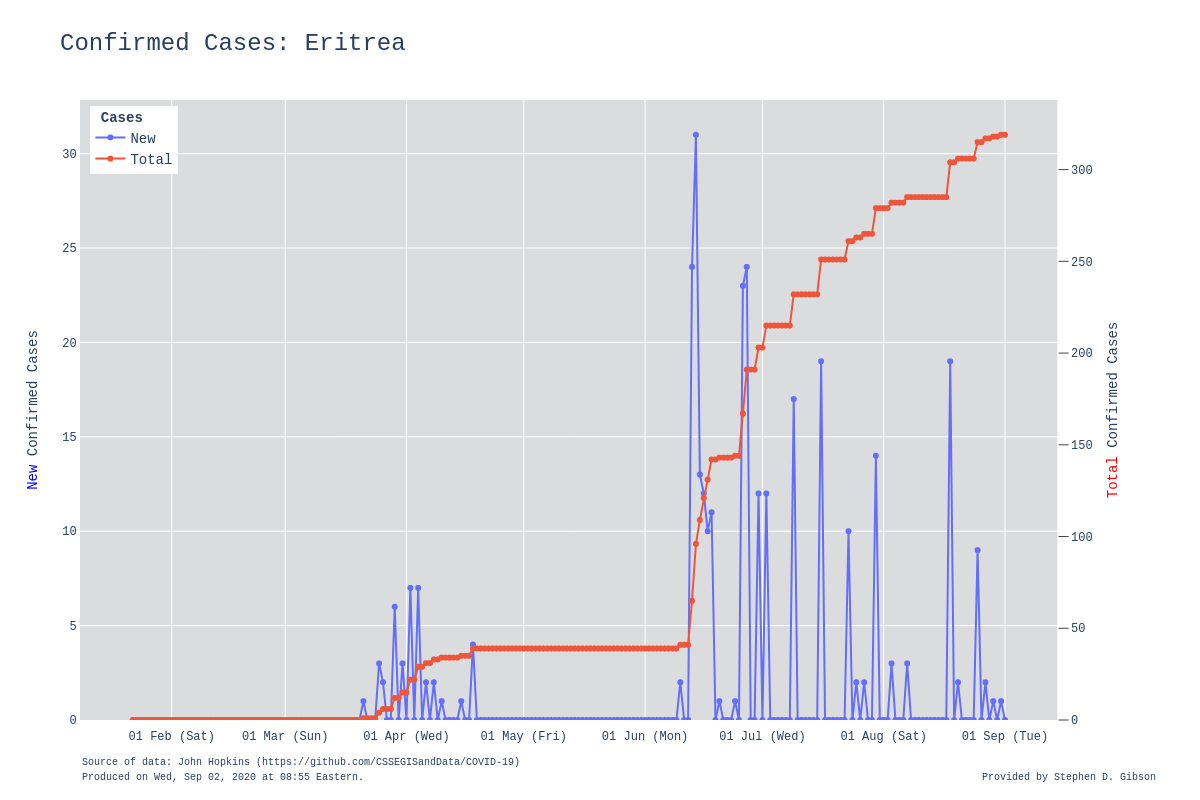 Confirmed Cases: Eritrea
Cases
New
Total
30
25
20
15
10
5
0
300
250
200
150
100
50
0
New Confirmed Cases
Total Confirmed Cases
01 Feb (Sat) 01 Mar (Sun) 01 Apr (Wed) 01 May (Fri) 01 Jun (Mon) 01 Jul (Wed) 01 Aug (Sat) 01 Sep (Tue)
Source of data: John Hopkins (https://github.com/CSSEGISandData/COVID-19)
Produced on Wed, Sep 02, 2020 at 08:55 Eastern.
Provided by Stephen D. Gibson